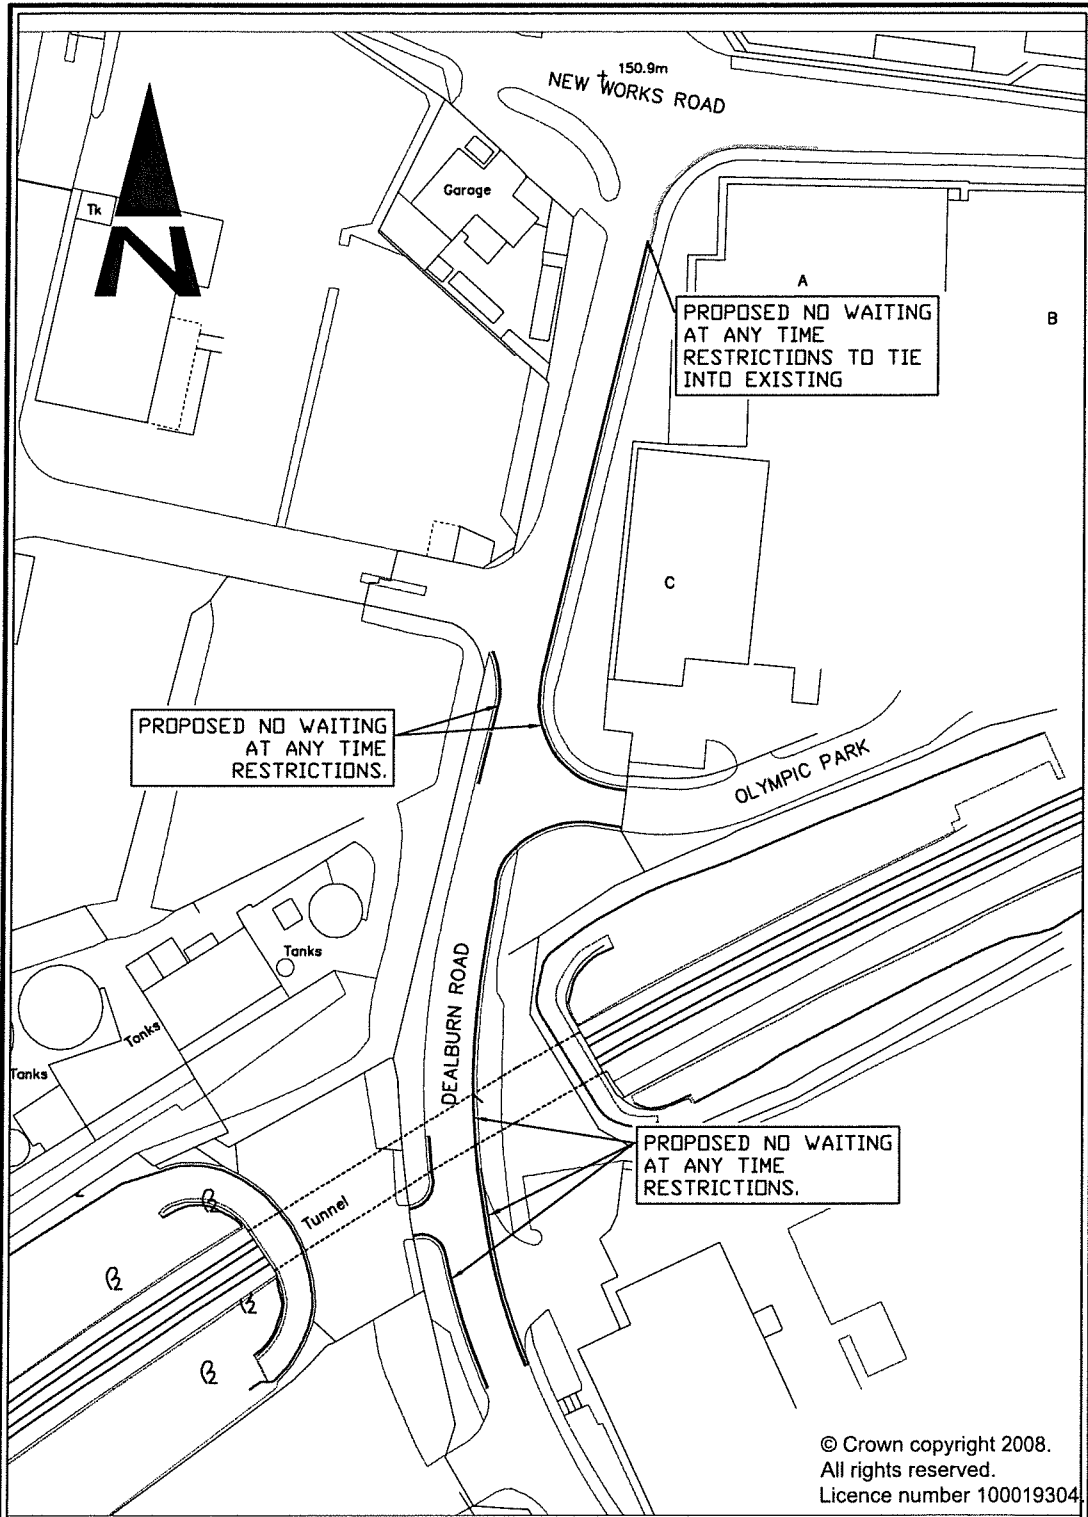 150.9m
NEW WORKS ROAD
Garage
Tk
N
A
B
PROPOSED NO WAITING
AT ANY TIME
RESTRICTIONS TO TIE
INTO EXISTING
C
PROPOSED NO WAITING
AT ANY TIME
RESTRICTIONS.
OLYMPIC PARK
Tanks
DEALBURN ROAD
Tanks
Tanks
PROPOSED NO WAITING
AT ANY TIME
RESTRICTIONS.
Tunnel
© Crown copyright 2008.
All rights reserved.
Licence number 100019304.